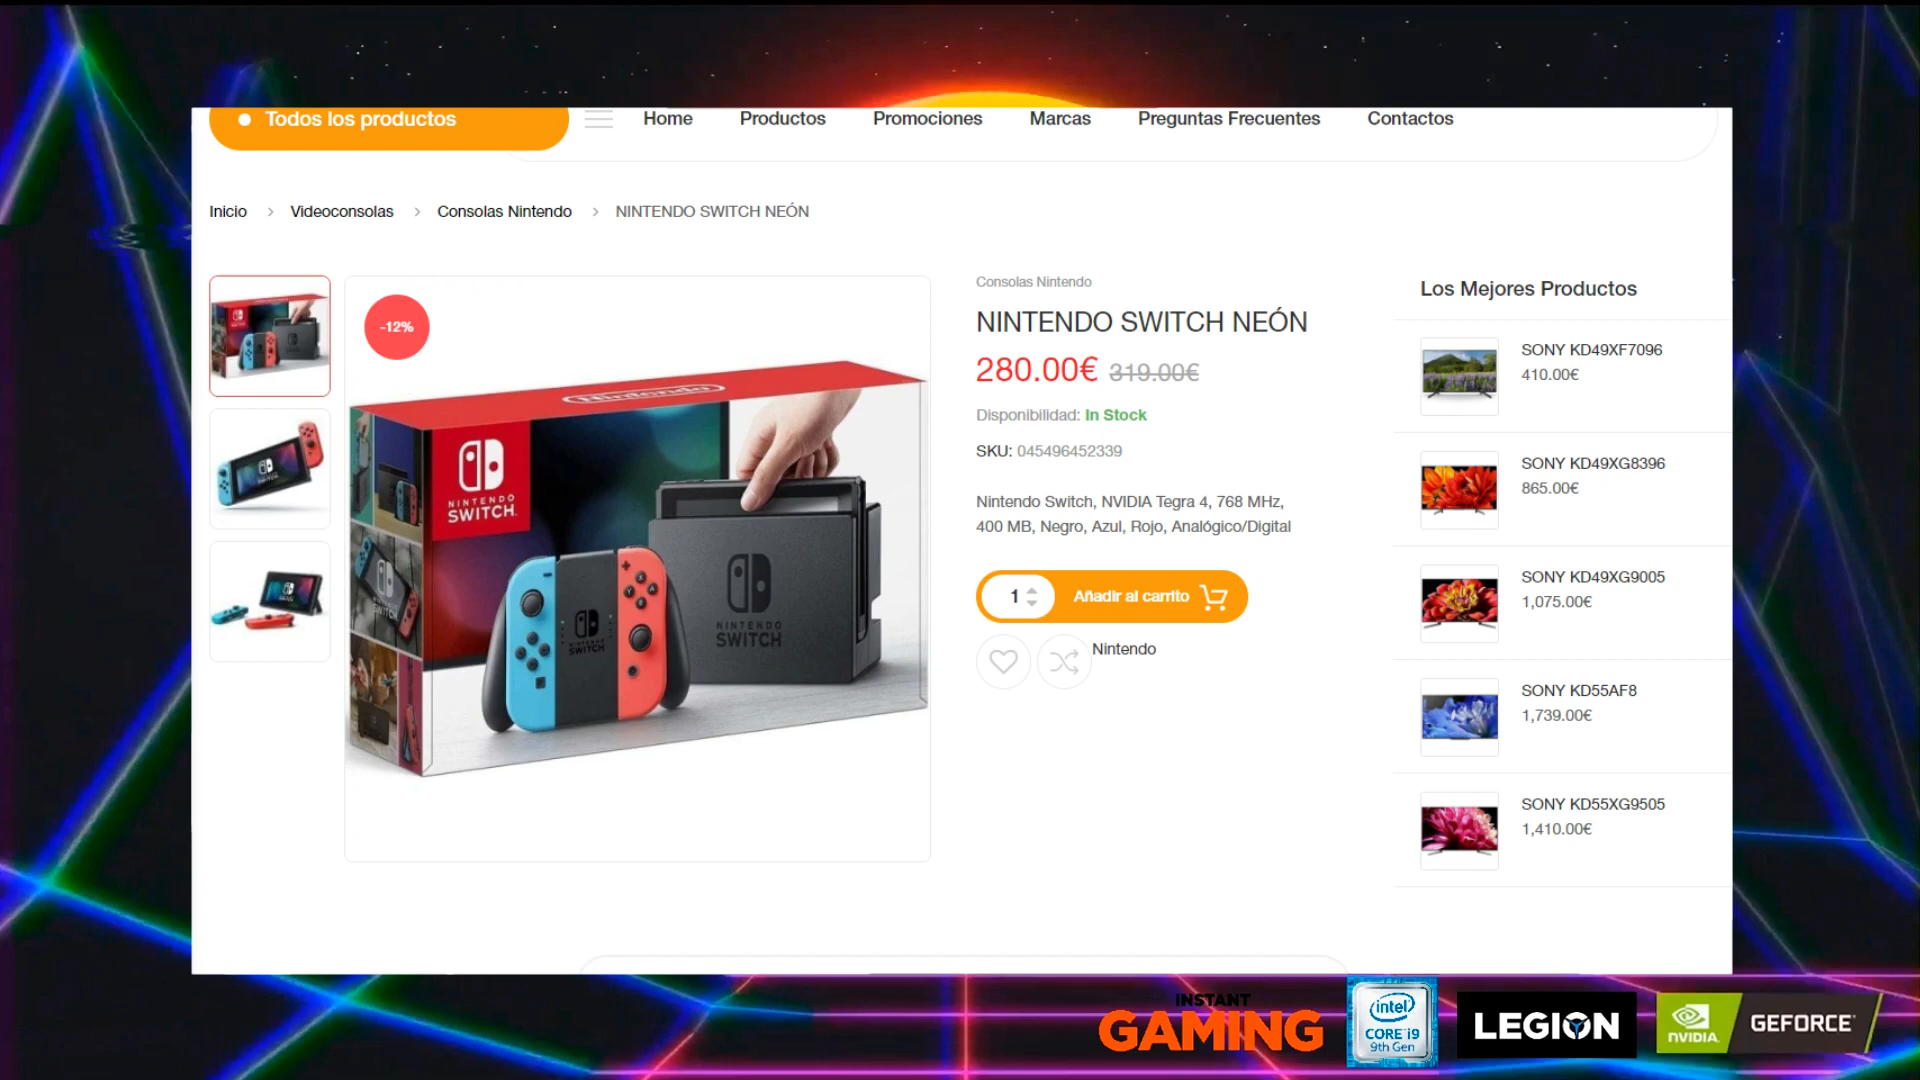 Todos los productos
Home
Productos
Promociones
Marcas
Preguntas Frecuentes
Contactos
Inicio > Videoconsolas > Consolas Nintendo > NINTENDO SWITCH NEÓN
-12%
Nintendo
NINTENDO
SWITCH
NINTENDO
SWITCH
NINTENDO
SWITCH
Consolas Nintendo
NINTENDO SWITCH NEÓN
280.00€ 319.00€
Disponibilidad: In Stock
SKU: 045496452339
Nintendo Switch, NVIDIA Tegra 4, 768 MHz,
400 MB, Negro, Azul, Rojo, Analógico/Digital
1
Añadir al carrito
Nintendo
Los Mejores Productos
SONY KD49XF7096
410.00€
SONY KD49XG8396
865.00€
SONY KD49XG9005
1,075.00€
SONY KD55AF8
1,739.00€
SONY KD55XG9505
1,410.00€
INSTANT
GAMING
intel
CORE i9
9th Gen
LEGION
NVIDIA.
GEFORCE